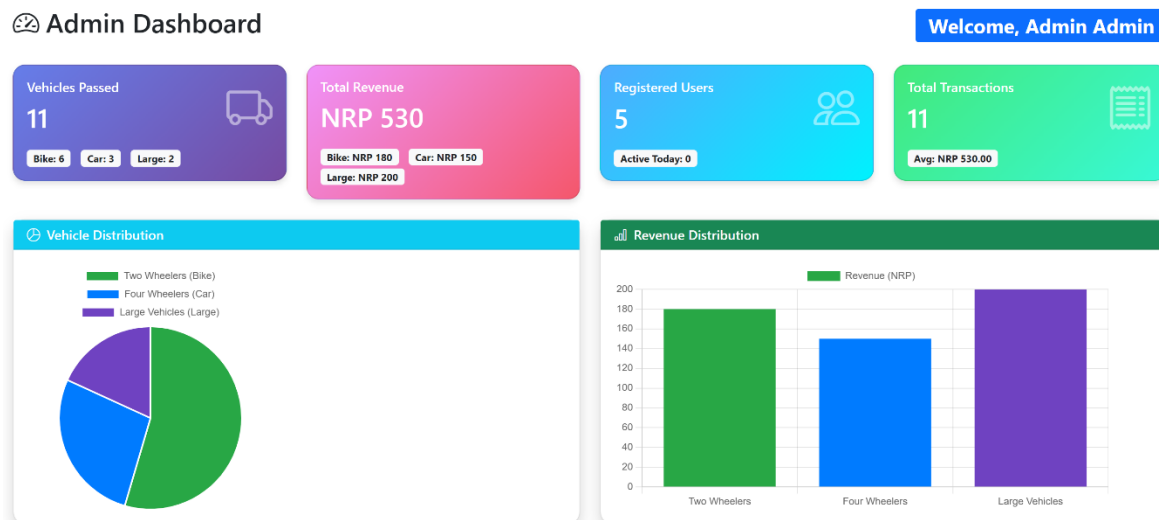 Admin Dashboard
Welcome, Admin Admin
Vehicles Passed
11
Bike: 6 Car: 3 Large: 2
Total Revenue
NRP 530
Bike: NRP 180 Car: NRP 150
Large: NRP 200
Registered Users
5
Active Today: 0
Total Transactions
11
Avg: NRP 530.00
Vehicle Distribution
Two Wheelers (Bike)
Four Wheelers (Car)
Large Vehicles (Large)
Revenue Distribution
Revenue (NRP)
200
180
160
140
120
100
80
60
40
20
0
Two Wheelers Four Wheelers Large Vehicles